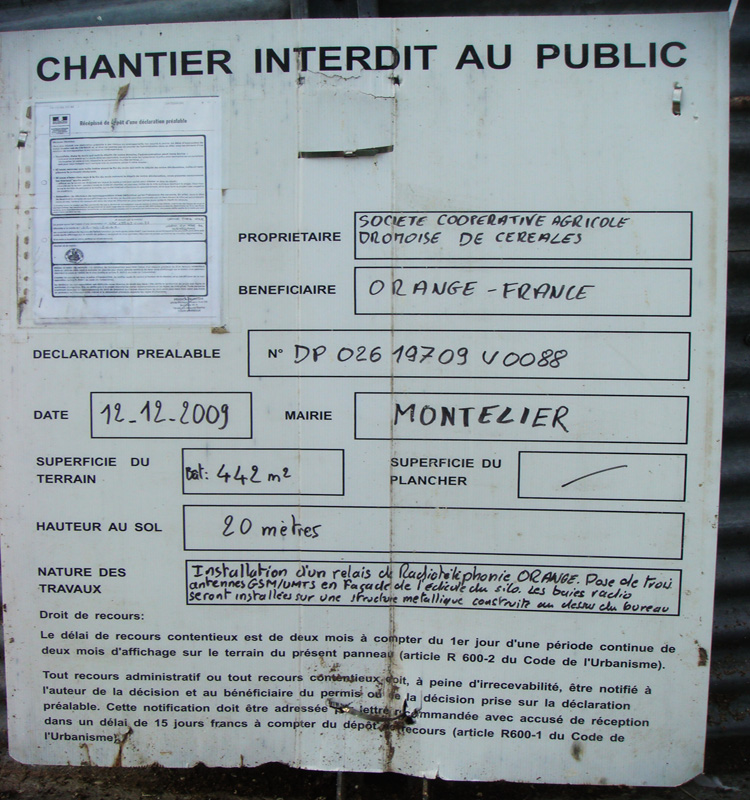 CHANTIER INTERDIT AU PUBLIC
Récépissé de dépôt d'une déclaration préalable
PROPRIETAIRE
SOCIETE COOPERATIVE AGRICOLE
DROMOISE DE CEREALES
BENEFICIAIRE ORANGE-FRANCE
DECLARATION PREALABLE N° DP 026 19709 V0088
DATE 12-12-2009 MAIRIE MONTELIER
SUPERFICIE DU
TERRAIN
Bat: 442 m²
SUPERFICIE DU
PLANCHER
HAUTEUR AU SOL 20 mètres
NATURE DES
TRAVAUX
Installation d'un relais de Radiotéléphonie ORANGE. Pose de trois
antennes GSM/UMTS en façade de l'édicule du silo. Les baies radio
seront installées sur une structure métallique construite au dessus du bureau
Droit de recours:
Le délai de recours contentieux est de deux mois à compter du 1er jour d'une période continue de
deux mois d'affichage sur le terrain du présent panneau (article R 600-2 du Code de l'Urbanisme).
Tout recours administratif ou tout recours contentieux doit, à peine d'irrecevabilité, être notifié à
l'auteur de la décision et au bénéficiaire du permis ou de la décision prise sur la déclaration
préalable. Cette notification doit être adressée par lettre recommandée avec accusé de réception
dans un délai de 15 jours francs à compter du dépôt recours (article R600-1 du Code de
l'Urbanisme).